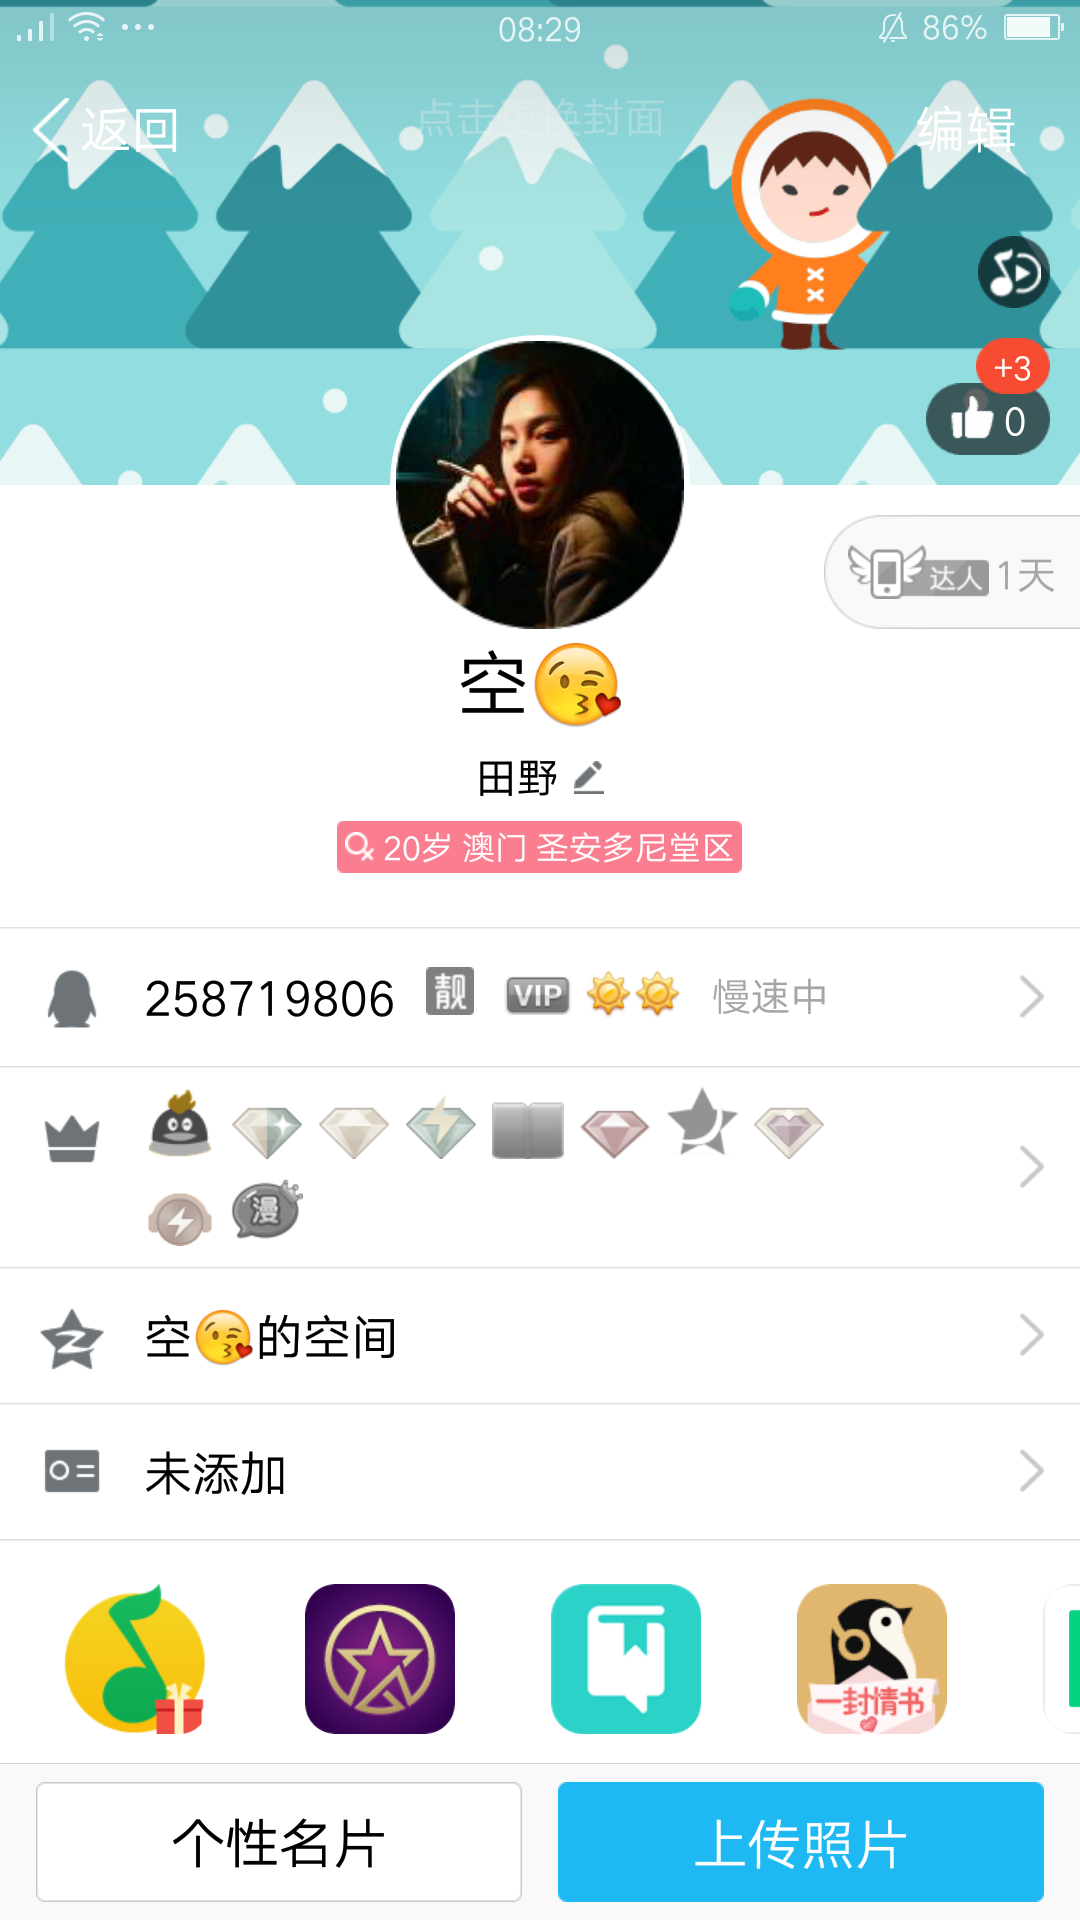 08:29
86%
返回
点击更换封面
编辑
+3
0
达人 1天
空😘
田野
20岁 澳门 圣安多尼堂区
258719806 靓 VIP 慢速中
漫
空😘的空间
未添加
一封情书
个性名片
上传照片